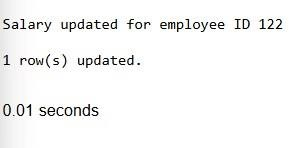 Salary updated for employee ID 122
1 row(s) updated.
0.01 seconds